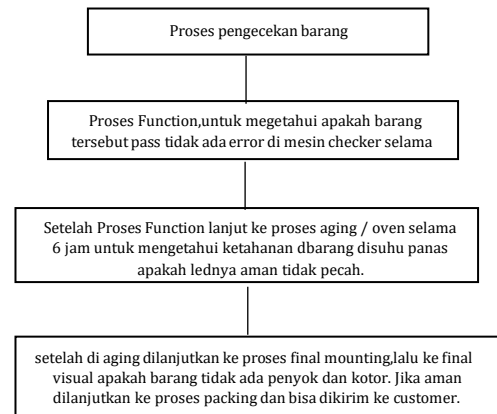 Proses pengecekan barang
Proses Function,untuk megetahui apakah barang
tersebut pass tidak ada error di mesin checker selama
Setelah Proses Function lanjut ke proses aging / oven selama
6 jam untuk mengetahui ketahanan dbarang disuhu panas
apakah lednya aman tidak pecah.
setelah di aging dilanjutkan ke proses final mounting,lalu ke final
visual apakah barang tidak ada penyok dan kotor. Jika aman
dilanjutkan ke proses packing dan bisa dikirim ke customer.